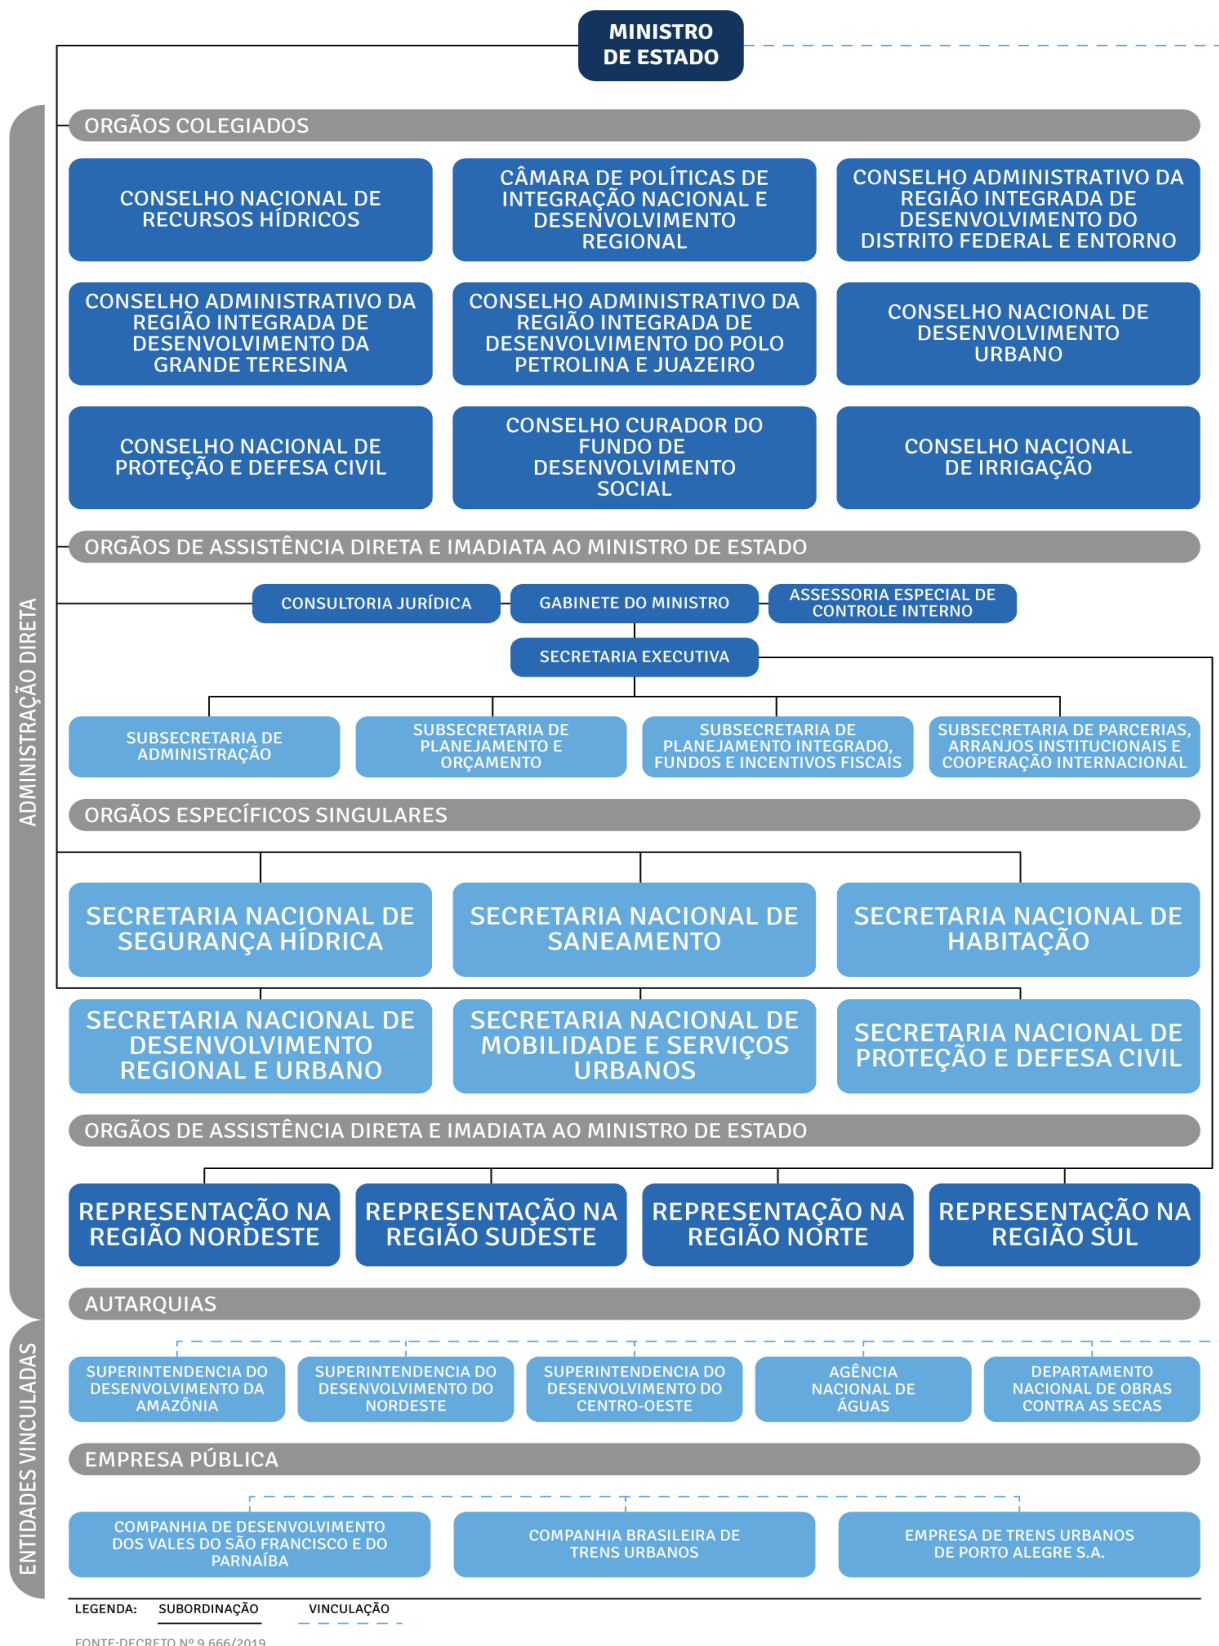 MINISTRO
DE ESTADO
ORGÃOS COLEGIADOS
CONSELHO NACIONAL DE
RECURSOS HÍDRICOS
CÂMARA DE POLÍTICAS DE
INTEGRAÇÃO NACIONAL E
DESENVOLVIMENTO
REGIONAL
CONSELHO ADMINISTRATIVO DA
REGIÃO INTEGRADA DE
DESENVOLVIMENTO DO
DISTRITO FEDERAL E ENTORNO
CONSELHO ADMINISTRATIVO DA
REGIÃO INTEGRADA DE
DESENVOLVIMENTO DA
GRANDE TERESINA
CONSELHO ADMINISTRATIVO DA
REGIÃO INTEGRADA DE
DESENVOLVIMENTO DO POLO
PETROLINA E JUAZEIRO
CONSELHO NACIONAL DE
DESENVOLVIMENTO
URBANO
CONSELHO NACIONAL DE
PROTEÇÃO E DEFESA CIVIL
CONSELHO CURADOR DO
FUNDO DE
DESENVOLVIMENTO
SOCIAL
CONSELHO NACIONAL
DE IRRIGAÇÃO
ORGÃOS DE ASSISTÊNCIA DIRETA E IMADIATA AO MINISTRO DE ESTADO
CONSULTORIA JURÍDICA
GABINETE DO MINISTRO
ASSESSORIA ESPECIAL DE
CONTROLE INTERNO
SECRETARIA EXECUTIVA
SUBSECRETARIA DE
ADMINISTRAÇÃO
SUBSECRETARIA DE
PLANEJAMENTO E
ORÇAMENTO
SUBSECRETARIA DE
PLANEJAMENTO INTEGRADO,
FUNDOS E INCENTIVOS FISCAIS
SUBSECRETARIA DE PARCERIAS,
ARRANJOS INSTITUCIONAIS E
COOPERAÇÃO INTERNACIONAL
ADMINISTRAÇÃO DIRETA
ORGÃOS ESPECÍFICOS SINGULARES
SECRETARIA NACIONAL DE
SEGURANÇA HÍDRICA
SECRETARIA NACIONAL DE
SANEAMENTO
SECRETARIA NACIONAL DE
HABITAÇÃO
SECRETARIA NACIONAL DE
DESENVOLVIMENTO
REGIONAL E URBANO
SECRETARIA NACIONAL DE
MOBILIDADE E SERVIÇOS
URBANOS
SECRETARIA NACIONAL DE
PROTEÇÃO E DEFESA CIVIL
ORGÃOS DE ASSISTÊNCIA DIRETA E IMADIATA AO MINISTRO DE ESTADO
REPRESENTAÇÃO NA
REGIÃO NORDESTE
REPRESENTAÇÃO NA
REGIÃO SUDESTE
REPRESENTAÇÃO NA
REGIÃO NORTE
REPRESENTAÇÃO NA
REGIÃO SUL
AUTARQUIAS
SUPERINTENDENCIA DO
DESENVOLVIMENTO DA
AMAZÔNIA
SUPERINTENDENCIA DO
DESENVOLVIMENTO DO
NORDESTE
SUPERINTENDENCIA DO
DESENVOLVIMENTO DO
CENTRO-OESTE
AGÊNCIA
NACIONAL DE
ÁGUAS
DEPARTAMENTO
NACIONAL DE OBRAS
CONTRA AS SECAS
ENTIDADES VINCULADAS
EMPRESA PÚBLICA
COMPANHIA DE DESENVOLVIMENTO
DOS VALES DO SÃO FRANCISCO E DO
PARNAÍBA
COMPANHIA BRASILEIRA DE
TRENS URBANOS
EMPRESA DE TRENS URBANOS
DE PORTO ALEGRE S.A.
LEGENDA: SUBORDINAÇÃO VINCULAÇÃO
FONTE:DECRETO Nº 9.666/2019